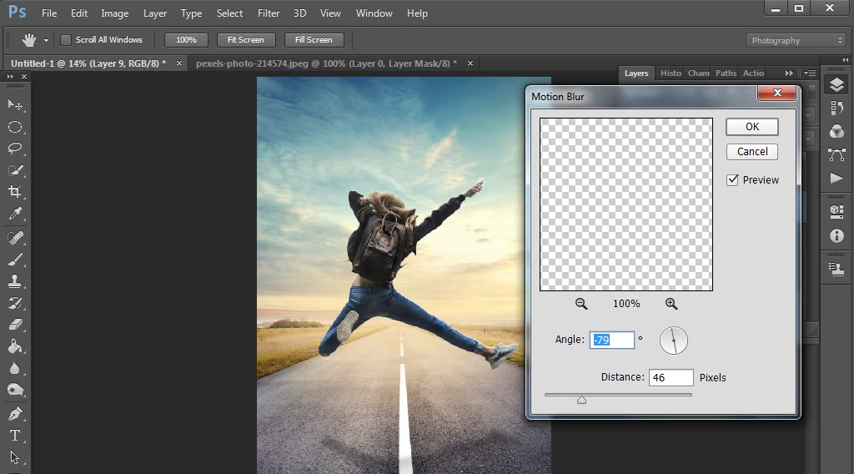 Ps File Edit Image Layer Type Select Filter 3D View Window Help
Scroll All Windows 100% Fit Screen Fill Screen Photography
Untitled-1 @ 14% (Layer 9, RGB/8) * × pexels-photo-214574.jpeg @ 100% (Layer 0, Layer Mask/8) * ×
Layers Histo Chann Paths Actio
Motion Blur
OK
Cancel
Preview
100%
Angle: -79 °
Distance: 46 Pixels
T